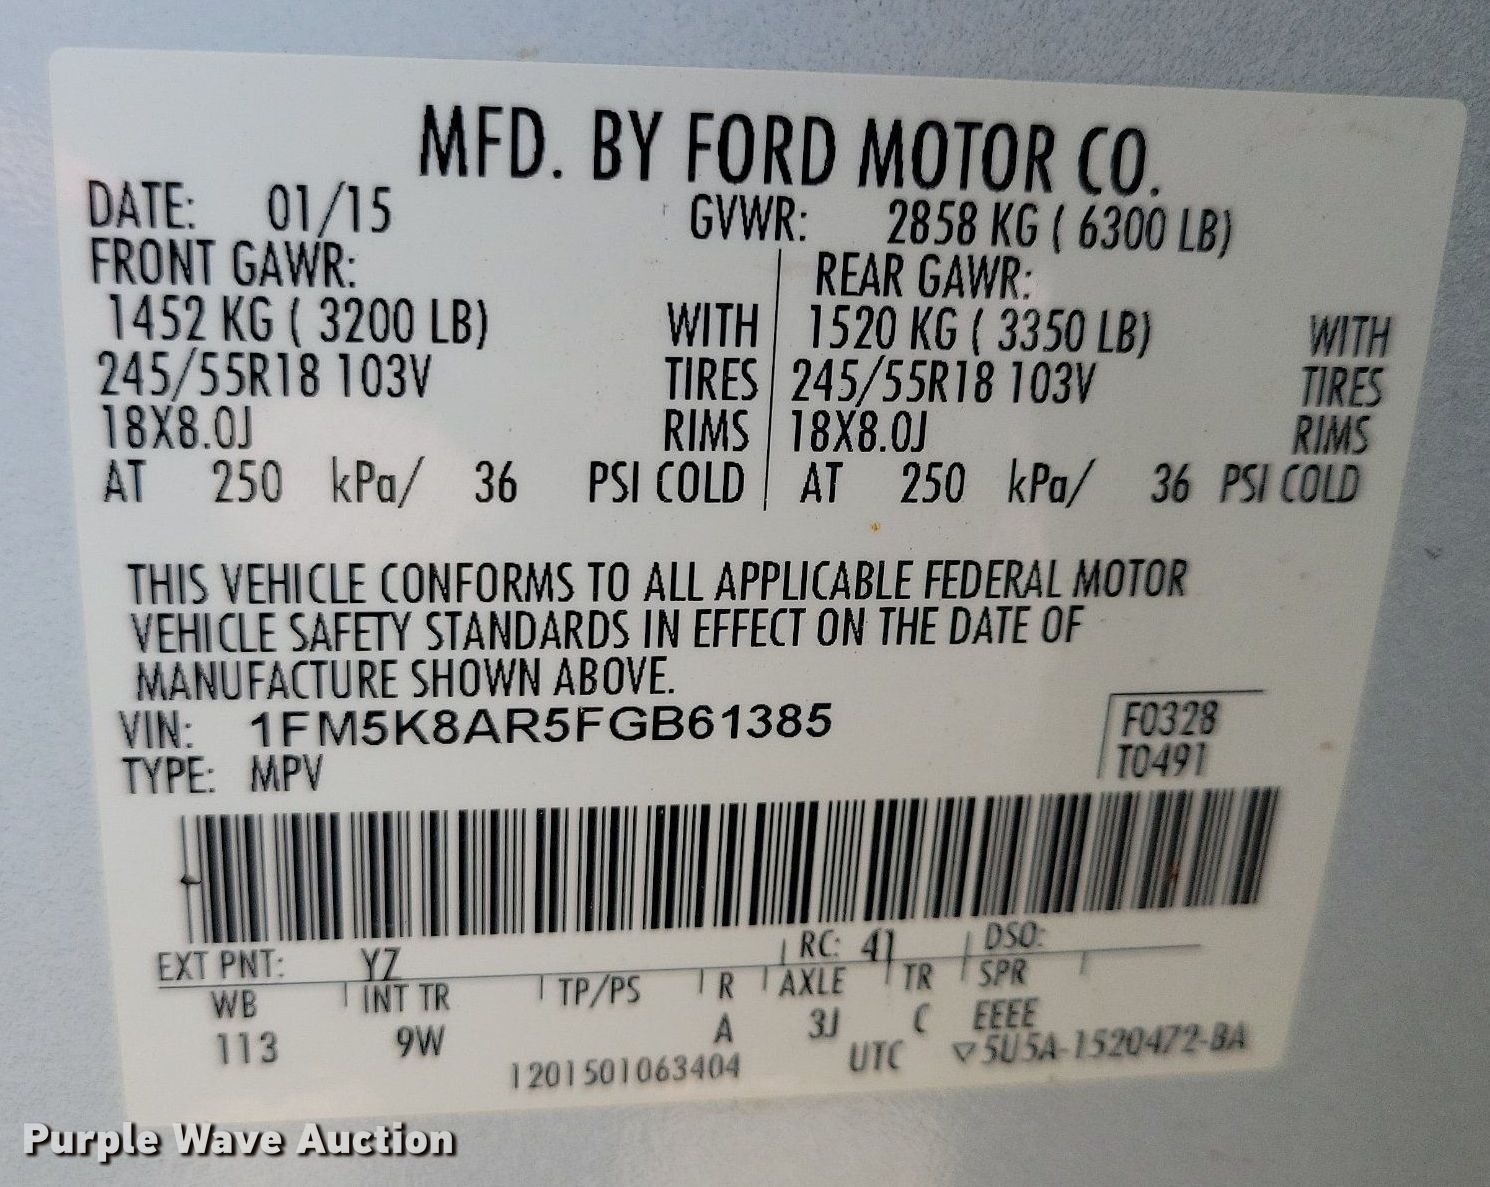 MFD. BY FORD MOTOR CO.
DATE: 01/15 GVWR: 2858 KG ( 6300 LB)
FRONT GAWR: REAR GAWR:
1452 KG ( 3200 LB) WITH 1520 KG ( 3350 LB) WITH
245/55R18 103V TIRES 245/55R18 103V TIRES
18X8.0J RIMS 18X8.0J RIMS
AT 250 kPa/ 36 PSI COLD AT 250 kPa/ 36 PSI COLD
THIS VEHICLE CONFORMS TO ALL APPLICABLE FEDERAL MOTOR
VEHICLE SAFETY STANDARDS IN EFFECT ON THE DATE OF
MANUFACTURE SHOWN ABOVE.
VIN: 1FM5K8AR5FGB61385 F0328
TYPE: MPV T0491
EXT PNT: YZ RC: 41 DSO:
WB INT TR TP/PS R AXLE TR SPR
113 9W A 3J C EEEE
1201501063404 UTC ▽5U5A-1520472-BA
Purple Wave Auction